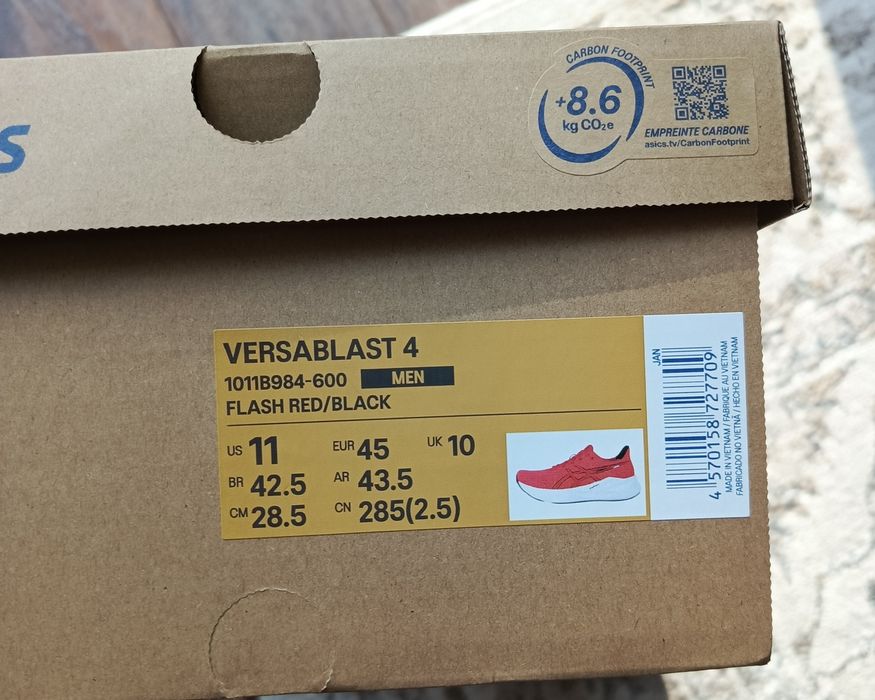 s
CARBON FOOTPRINT
+8.6
kg CO₂e
EMPREINTE CARBONE
asics.tv/CarbonFootprint
VERSABLAST 4
1011B984-600 MEN
FLASH RED/BLACK
US 11 EUR 45 UK 10
BR 42.5 AR 43.5
CM 28.5 CN 285(2.5)
JAN
4 570158 727709
MADE IN VIETNAM / FABRIQUÉ AU VIETNAM
FABRICADO NO VIETNÃ / HECHO EN VIETNAM